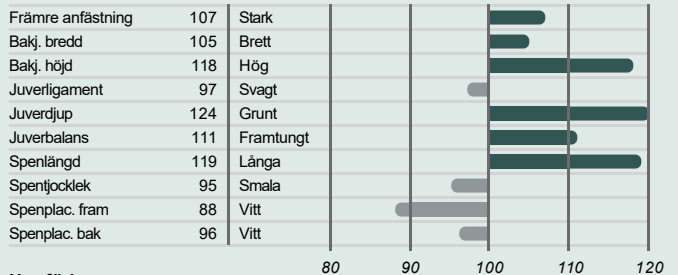 Främre anfästning 107 Stark
Bakj. bredd 105 Brett
Bakj. höjd 118 Hög
Juverligament 97 Svagt
Juverdjup 124 Grunt
Juverbalans 111 Framtungt
Spenlängd 119 Långa
Spentjocklek 95 Smala
Spenplac. fram 88 Vitt
Spenplac. bak 96 Vitt
80 90 100 110 120